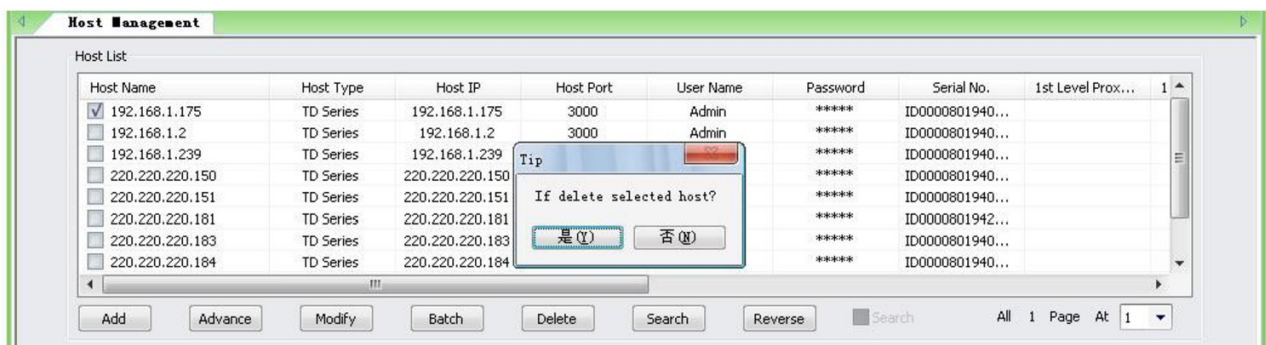 Host Management
Host List
Host Name Host Type Host IP Host Port User Name Password Serial No. 1st Level Prox... 1
192.168.1.175 TD Series 192.168.1.175 3000 Admin ***** ID0000801940...
192.168.1.2 TD Series 192.168.1.2 3000 Admin ***** ID0000801940...
192.168.1.239 TD Series 192.168.1.239 ***** ID0000801940...
220.220.220.150 TD Series 220.220.220.150 ***** ID0000801940...
220.220.220.151 TD Series 220.220.220.151 ***** ID0000801940...
220.220.220.181 TD Series 220.220.220.181 ***** ID0000801942...
220.220.220.183 TD Series 220.220.220.183 ***** ID0000801940...
220.220.220.184 TD Series 220.220.220.184 ***** ID0000801940...
Tip
If delete selected host?
是(Y) 否(N)
Add Advance Modify Batch Delete Search Reverse Search All 1 Page At 1